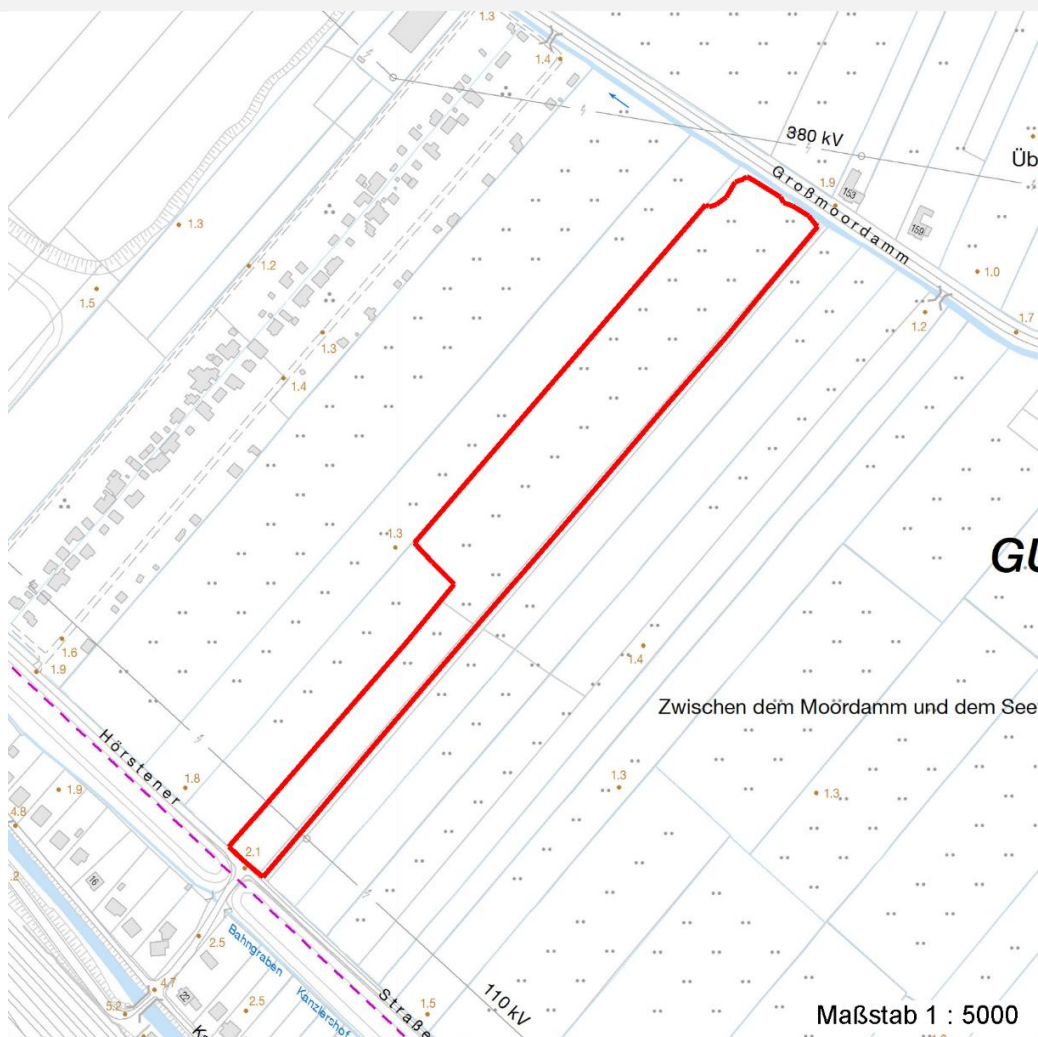 1.3
1.4
380 kV
Üb
1.9
153
Großmoordamm
159
1.3
1.2
1.0
1.5
1.7
1.2
1.3
1.4
1.3
GU
1.6
1.4
1.9
Zwischen dem Moordamm und dem See
Hörstener
1.8
1.3
1.9
1.3
4.8
2
2.1
16
2.5
Bahngraben
4.7
22
Kanzlershof
110 kV
5.2
2.5
Straße
1.5
Maßstab 1 : 5000